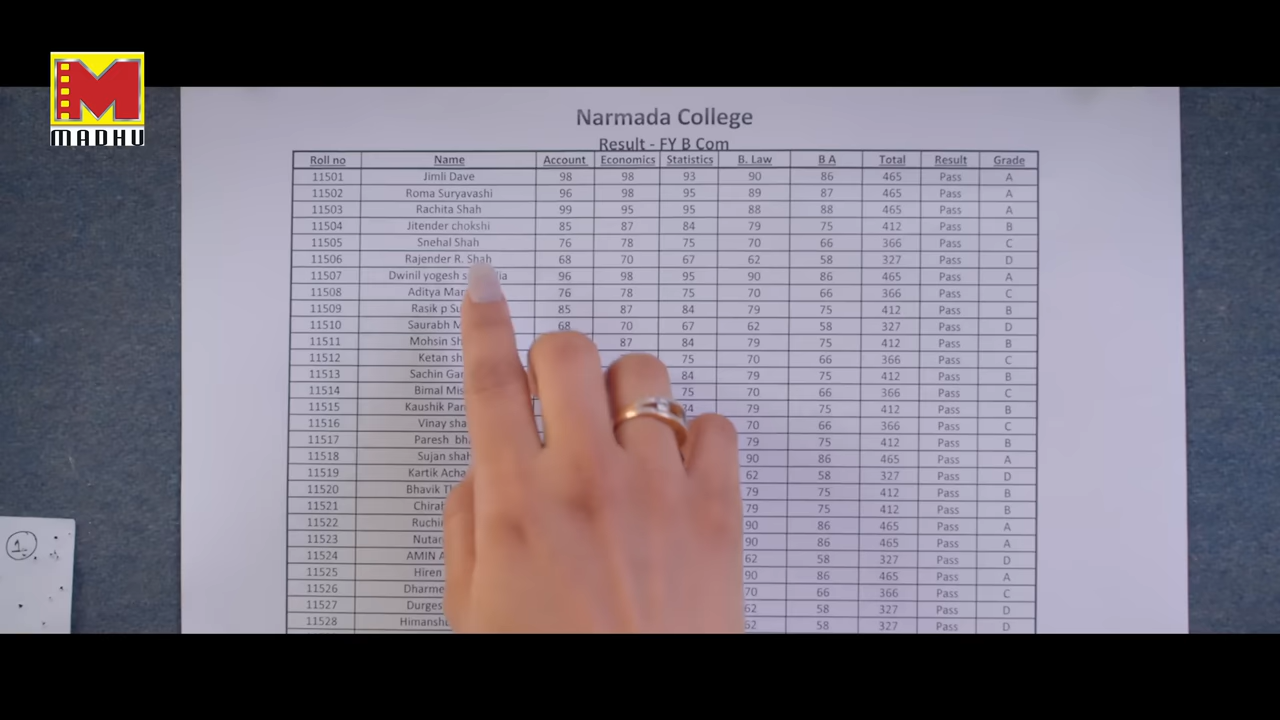 MADHU
Narmada College
Result - FY B Com
Roll no Name Account Economics Statistics B. Law B A Total Result Grade
11501 Jimli Dave 98 98 93 90 86 465 Pass A
11502 Roma Suryavashi 96 98 95 89 87 465 Pass A
11503 Rachita Shah 99 95 95 88 88 465 Pass A
11504 Jitender chokshi 85 87 84 79 75 412 Pass B
11505 Snehal Shah 76 78 75 70 66 366 Pass C
11506 Rajender R. Shah 68 70 67 62 58 327 Pass D
11507 Dwinil yogesh 96 98 95 90 86 465 Pass A
11508 Aditya 76 78 75 70 66 366 Pass C
11509 Rasik p 85 87 84 79 75 412 Pass B
11510 Saurabh 68 70 67 62 58 327 Pass D
11511 Mohsin 87 84 79 75 412 Pass B
11512 Ketan 75 70 66 366 Pass C
11513 Sachin 84 79 75 412 Pass B
11514 Bimal 75 70 66 366 Pass C
11515 Kaushik 79 75 412 Pass B
11516 Vinay 70 66 366 Pass C
11517 Paresh 79 75 412 Pass B
11518 Sujan 90 86 465 Pass A
11519 Kartik 62 58 327 Pass D
11520 Bhavik 79 75 412 Pass B
11521 79 75 412 Pass B
11522 90 86 465 Pass A
11523 90 86 465 Pass A
11524 AMIN 62 58 327 Pass D
11525 Hiren 90 86 465 Pass A
11526 70 66 366 Pass C
11527 62 58 327 Pass D
11528 62 58 327 Pass D
1.